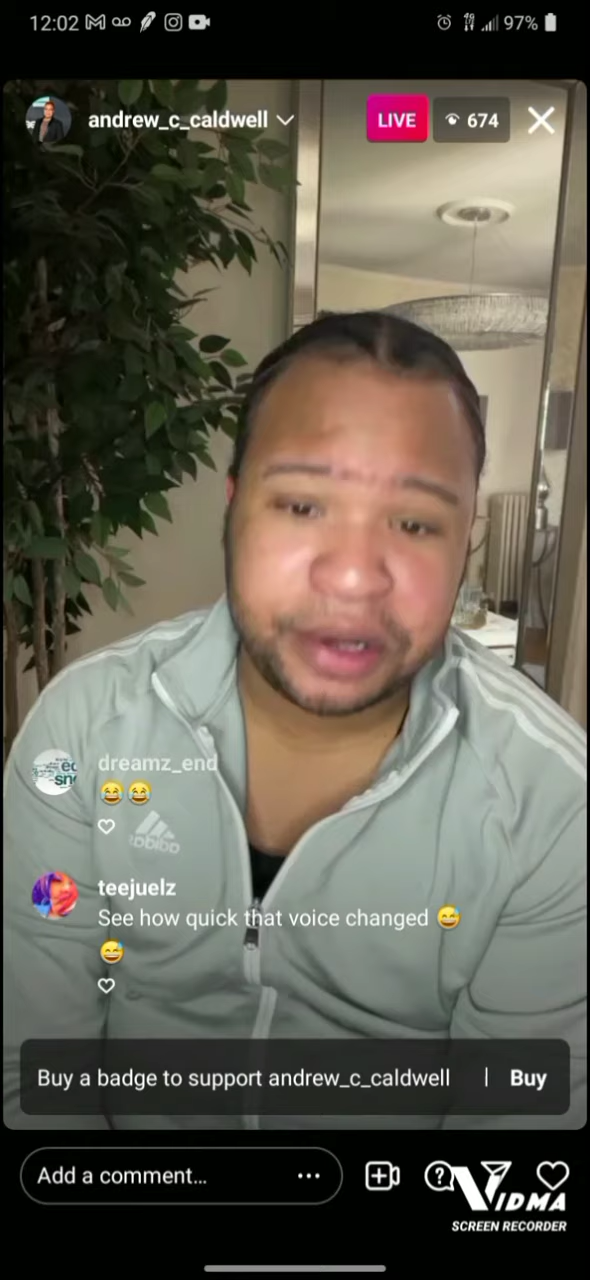 12:02
97%
andrew_c_caldwell
LIVE
674
dreamz_end
😂😂
adidas
teejuelz
See how quick that voice changed 😅
😅
Buy a badge to support andrew_c_caldwell | Buy
Add a comment...
VIDMA
SCREEN RECORDER